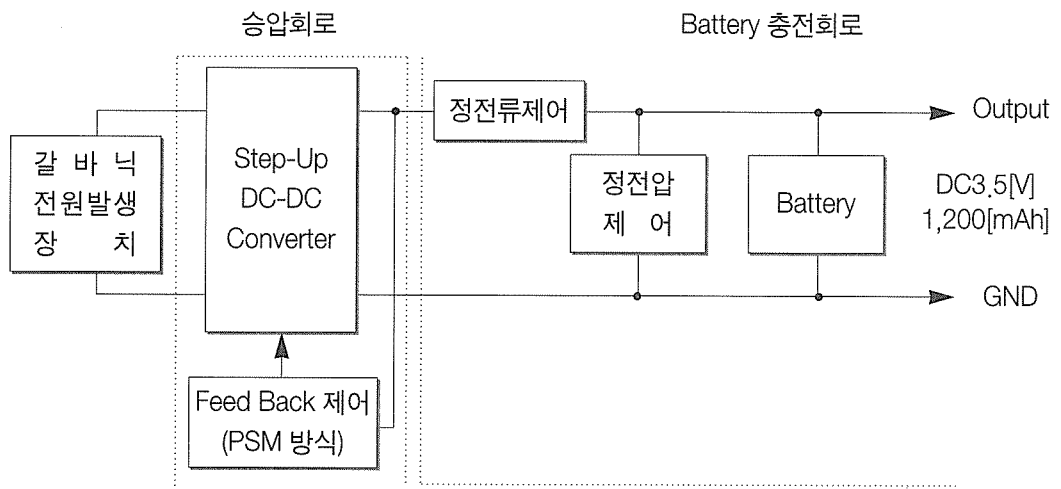 승압회로
Battery 충전회로
갈 바 닉
전원발생
장 치
Step-Up
DC-DC
Converter
정전류제어
정전압
제 어
Battery
Output
DC3.5[V]
1,200[mAh]
GND
Feed Back 제어
(PSM 방식)